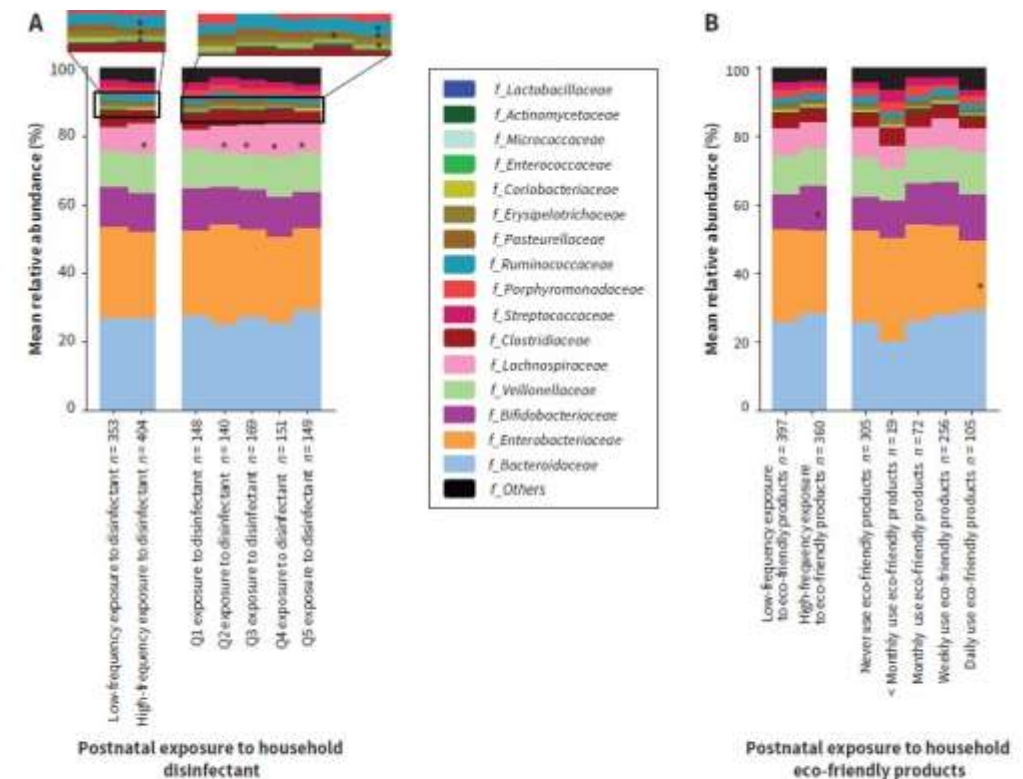 A
Mean relative abundance (%)
100
80
60
40
20
0
Low-frequency exposure to disinfectant n = 353
High-frequency exposure to disinfectant n = 404
Q1 exposure to disinfectant n = 148
Q2 exposure to disinfectant n = 140
Q3 exposure to disinfectant n = 169
Q4 exposure to disinfectant n = 151
Q5 exposure to disinfectant n = 149
Postnatal exposure to household
disinfectant
f_Lactobacillaceae
f_Actinomycetaceae
f_Micrococcaceae
f_Enterococcaceae
f_Coriobacteriaceae
f_Erysipelotrichaceae
f_Pasteurellaceae
f_Ruminococcaceae
f_Porphyromonadaceae
f_Streptococcaceae
f_Clostridiaceae
f_Lachnospiraceae
f_Veillonellaceae
f_Bifidobacteriaceae
f_Enterobacteriaceae
f_Bacteroidaceae
f_Others
B
Mean relative abundance (%)
100
80
60
40
20
0
Low-frequency exposure
to eco-friendly products n = 397
High-frequency exposure
to eco-friendly products n = 360
Never use eco-friendly products n = 305
< Monthly use eco-friendly products n = 19
Monthly use eco-friendly products n = 72
Weekly use eco-friendly products n = 256
Daily use eco-friendly products n = 105
Postnatal exposure to household
eco-friendly products